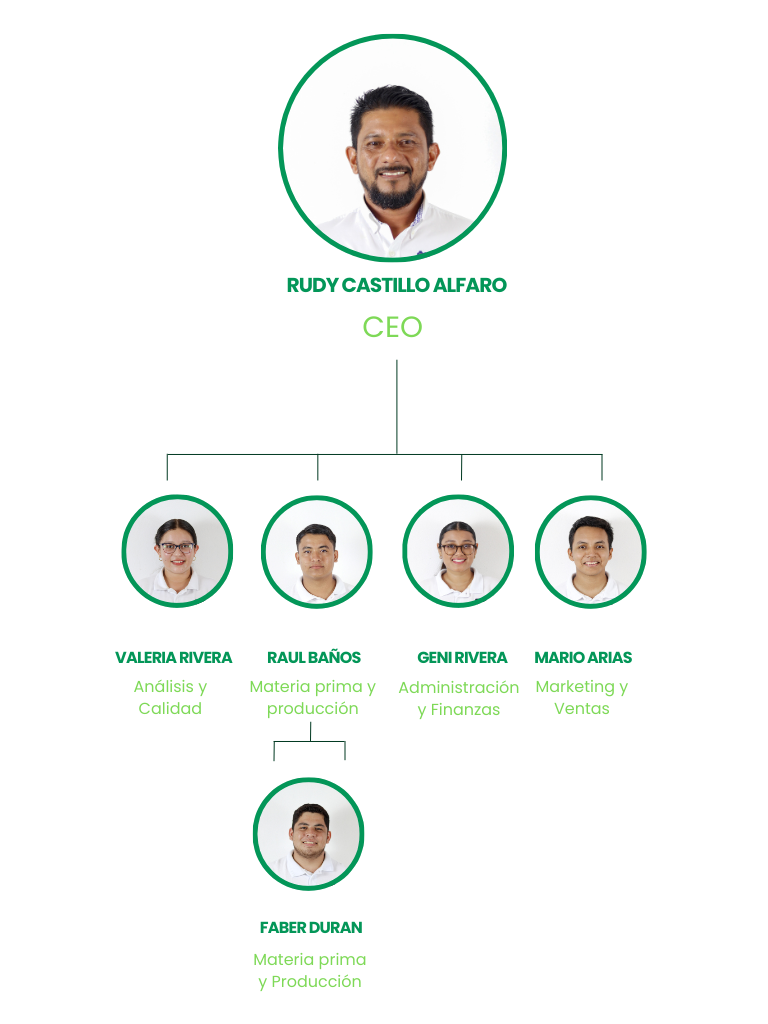 RUDY CASTILLO ALFARO
CEO
VALERIA RIVERA
Análisis y
Calidad
RAUL BAÑOS
Materia prima y
producción
GENI RIVERA
Administración
y Finanzas
MARIO ARIAS
Marketing y
Ventas
FABER DURAN
Materia prima
y Producción